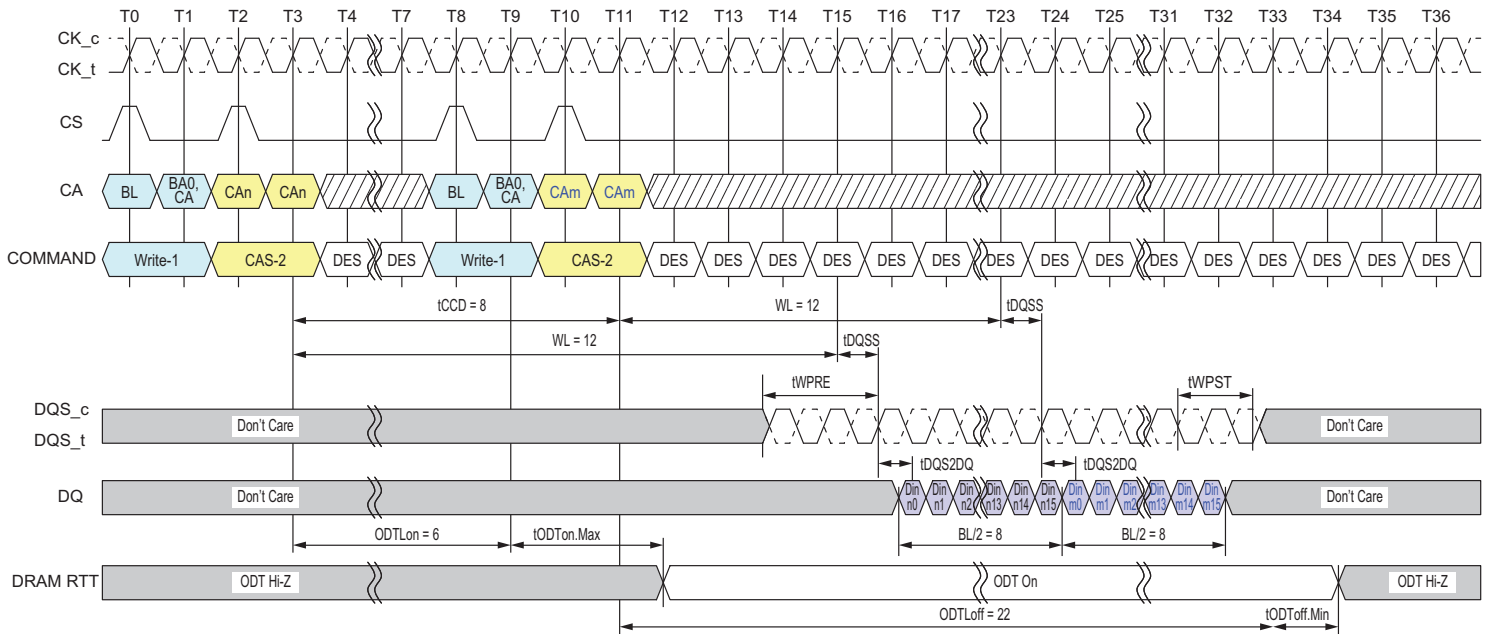 T0 T1 T2 T3 T4 T7 T8 T9 T10 T11 T12 T13 T14 T15 T16 T17 T23 T24 T25 T31 T32 T33 T34 T35 T36
CK_c
CK_t
CS
CA BL BA0, CA CAn CAn BL BA0, CA CAm CAm
COMMAND Write-1 CAS-2 DES DES Write-1 CAS-2 DES DES DES DES DES DES DES DES DES DES DES DES DES DES DES
tCCD = 8 WL = 12 tDQSS
WL = 12 tDQSS
tWPRE tWPST
DQS_c
DQS_t
Don't Care Don't Care
tDQS2DQ tDQS2DQ
DQ Don't Care Din n0 Din n1 Din n2 Din n13 Din n14 Din n15 Din m0 Din m1 Din m2 Din m13 Din m14 Din m15 Don't Care
ODTLon = 6 tODTon.Max BL/2 = 8 BL/2 = 8
DRAM RTT ODT Hi-Z ODT On ODT Hi-Z
ODTLoff = 22 tODToff.Min